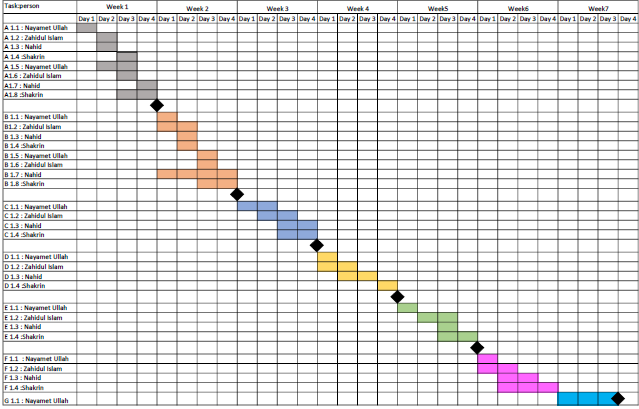 Task:person Week 1 Week 2 Week 3 Week 4 Week5 Week6 Week7
Day 1 Day 2 Day 3 Day 4 Day 1 Day 2 Day 3 Day 4 Day 1 Day 2 Day 3 Day 4 Day 1 Day 2 Day 3 Day 4 Day 1 Day 2 Day 3 Day 4 Day 1 Day 2 Day 3 Day 4 Day 1 Day 2 Day 3 Day 4
A 1.1 : Nayamet Ullah
A 1.2 : Zahidul Islam
A 1.3 : Nahid
A 1.4 : Shakrin
A 1.5 : Nayamet Ullah
A1.6 : Zahidul Islam
A1.7 : Nahid
A1.8 :Shakrin
B 1.1 : Nayamet Ullah
B1.2 : Zahidul Islam
B 1.3 : Nahid
B 1.4 : Shakrin
B 1.5 : Nayamet Ullah
B 1.6 : Zahidul Islam
B 1.7 : Nahid
B 1.8 :Shakrin
C 1.1 : Nayamet Ullah
C 1.2 : Zahidul Islam
C 1.3 : Nahid
C 1.4 :Shakrin
D 1.1 : Nayamet Ullah
D 1.2 : Zahidul Islam
D 1.3 : Nahid
D 1.4 :Shakrin
E 1.1 : Nayamet Ullah
E 1.2 : Zahidul Islam
E 1.3 : Nahid
E 1.4 :Shakrin
F 1.1 : Nayamet Ullah
F 1.2 : Zahidul Islam
F 1.3 : Nahid
F 1.4 :Shakrin
G 1.1 : Nayamet Ullah